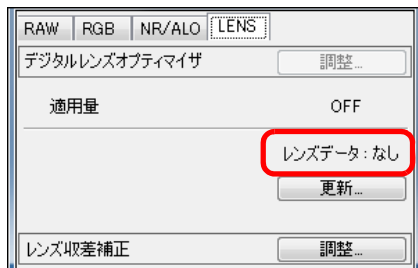 RAW RGB NR/ALO LENS
デジタルレンズオプティマイザ 調整...
適用量 OFF
レンズデータ:なし
更新...
レンズ収差補正 調整...